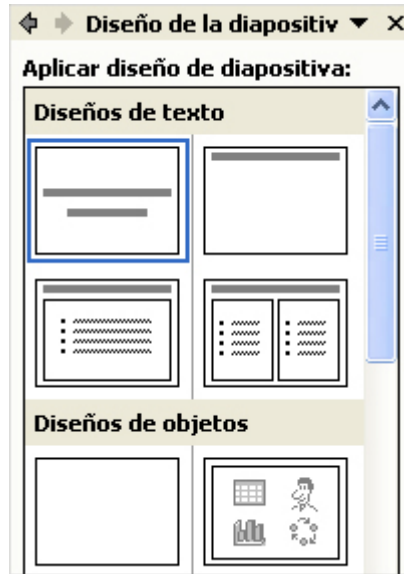 Diseño de la diapositiv
Aplicar diseño de diapositiva:
Diseños de texto
Diseños de objetos